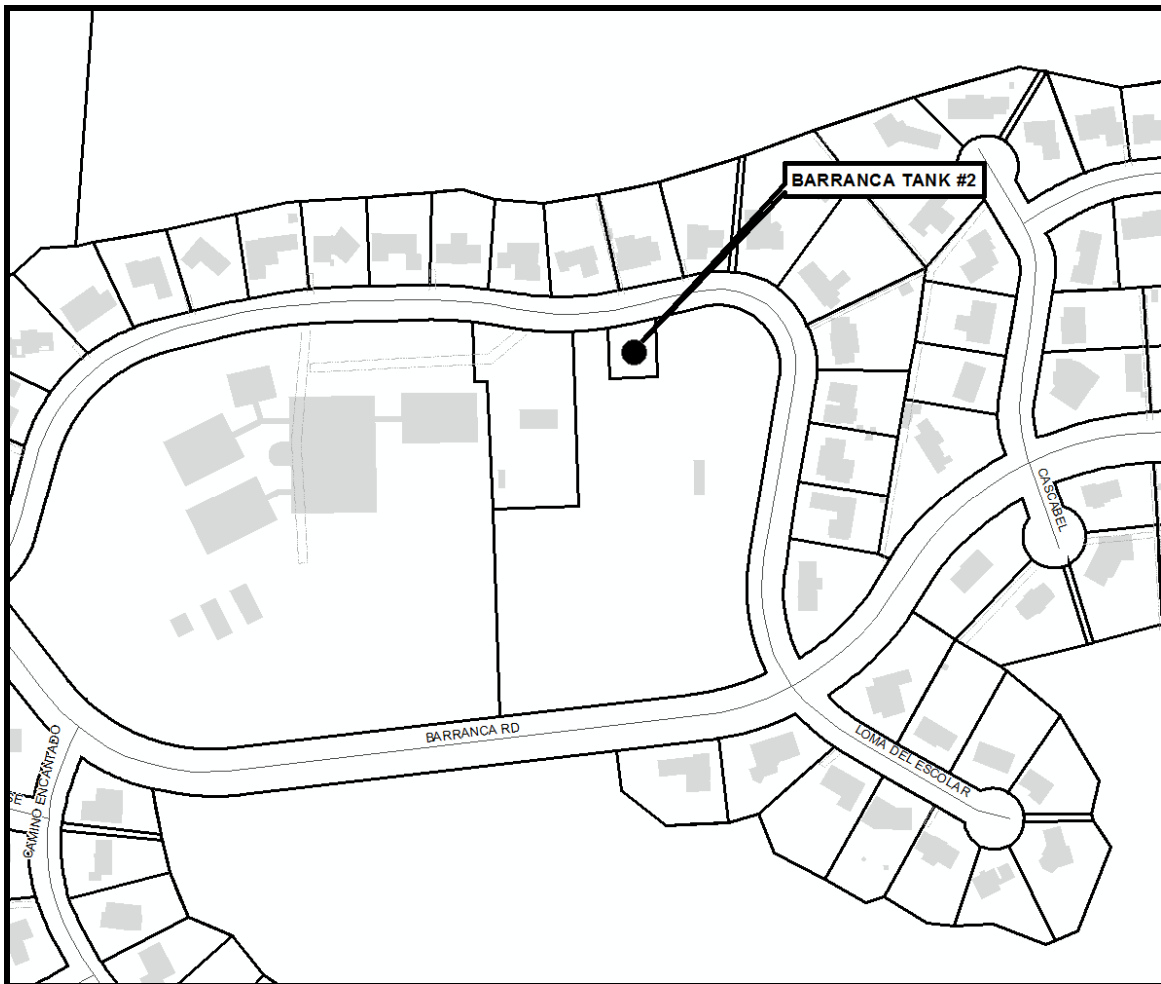 BARRANCA TANK #2
CASCABEL
BARRANCA RD
LOMA DEL ESCOLAR
CAMINO ENCANTADO